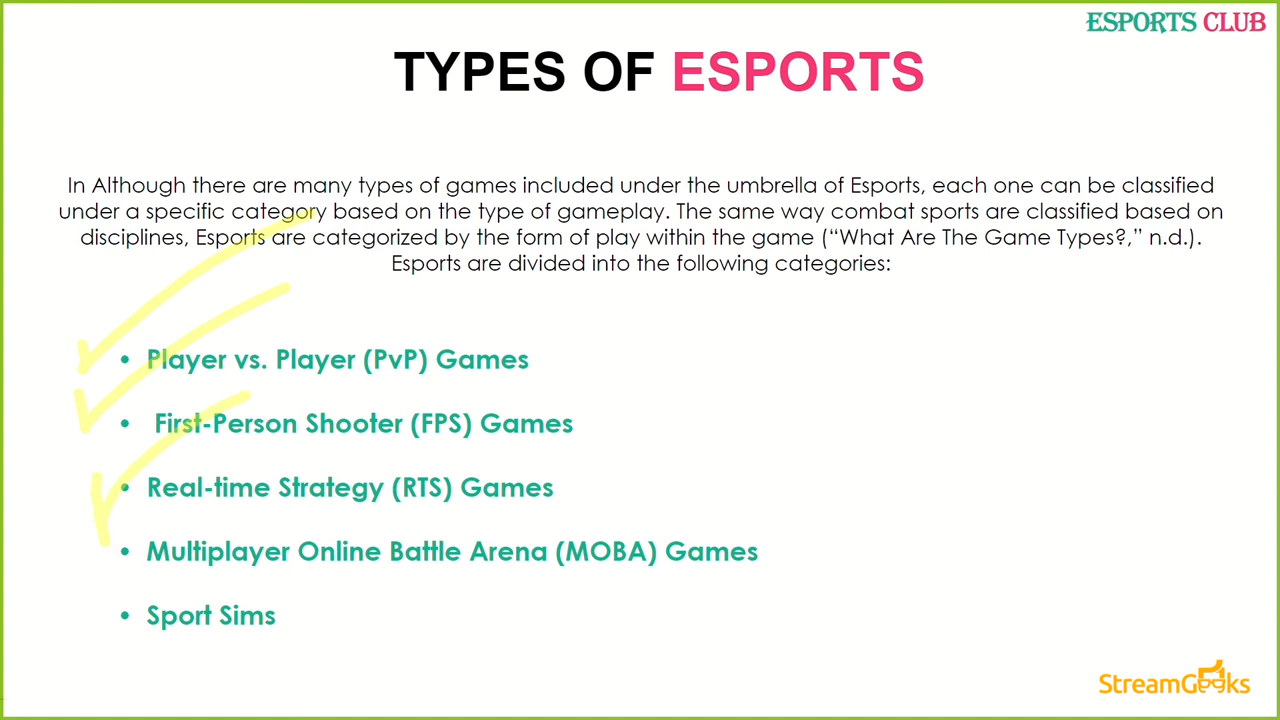 ESPORTS CLUB
TYPES OF ESPORTS
In Although there are many types of games included under the umbrella of Esports, each one can be classified
under a specific category based on the type of gameplay. The same way combat sports are classified based on
disciplines, Esports are categorized by the form of play within the game (“What Are The Game Types?,” n.d.).
Esports are divided into the following categories:
• Player vs. Player (PvP) Games
• First-Person Shooter (FPS) Games
• Real-time Strategy (RTS) Games
• Multiplayer Online Battle Arena (MOBA) Games
• Sport Sims
StreamGeeks